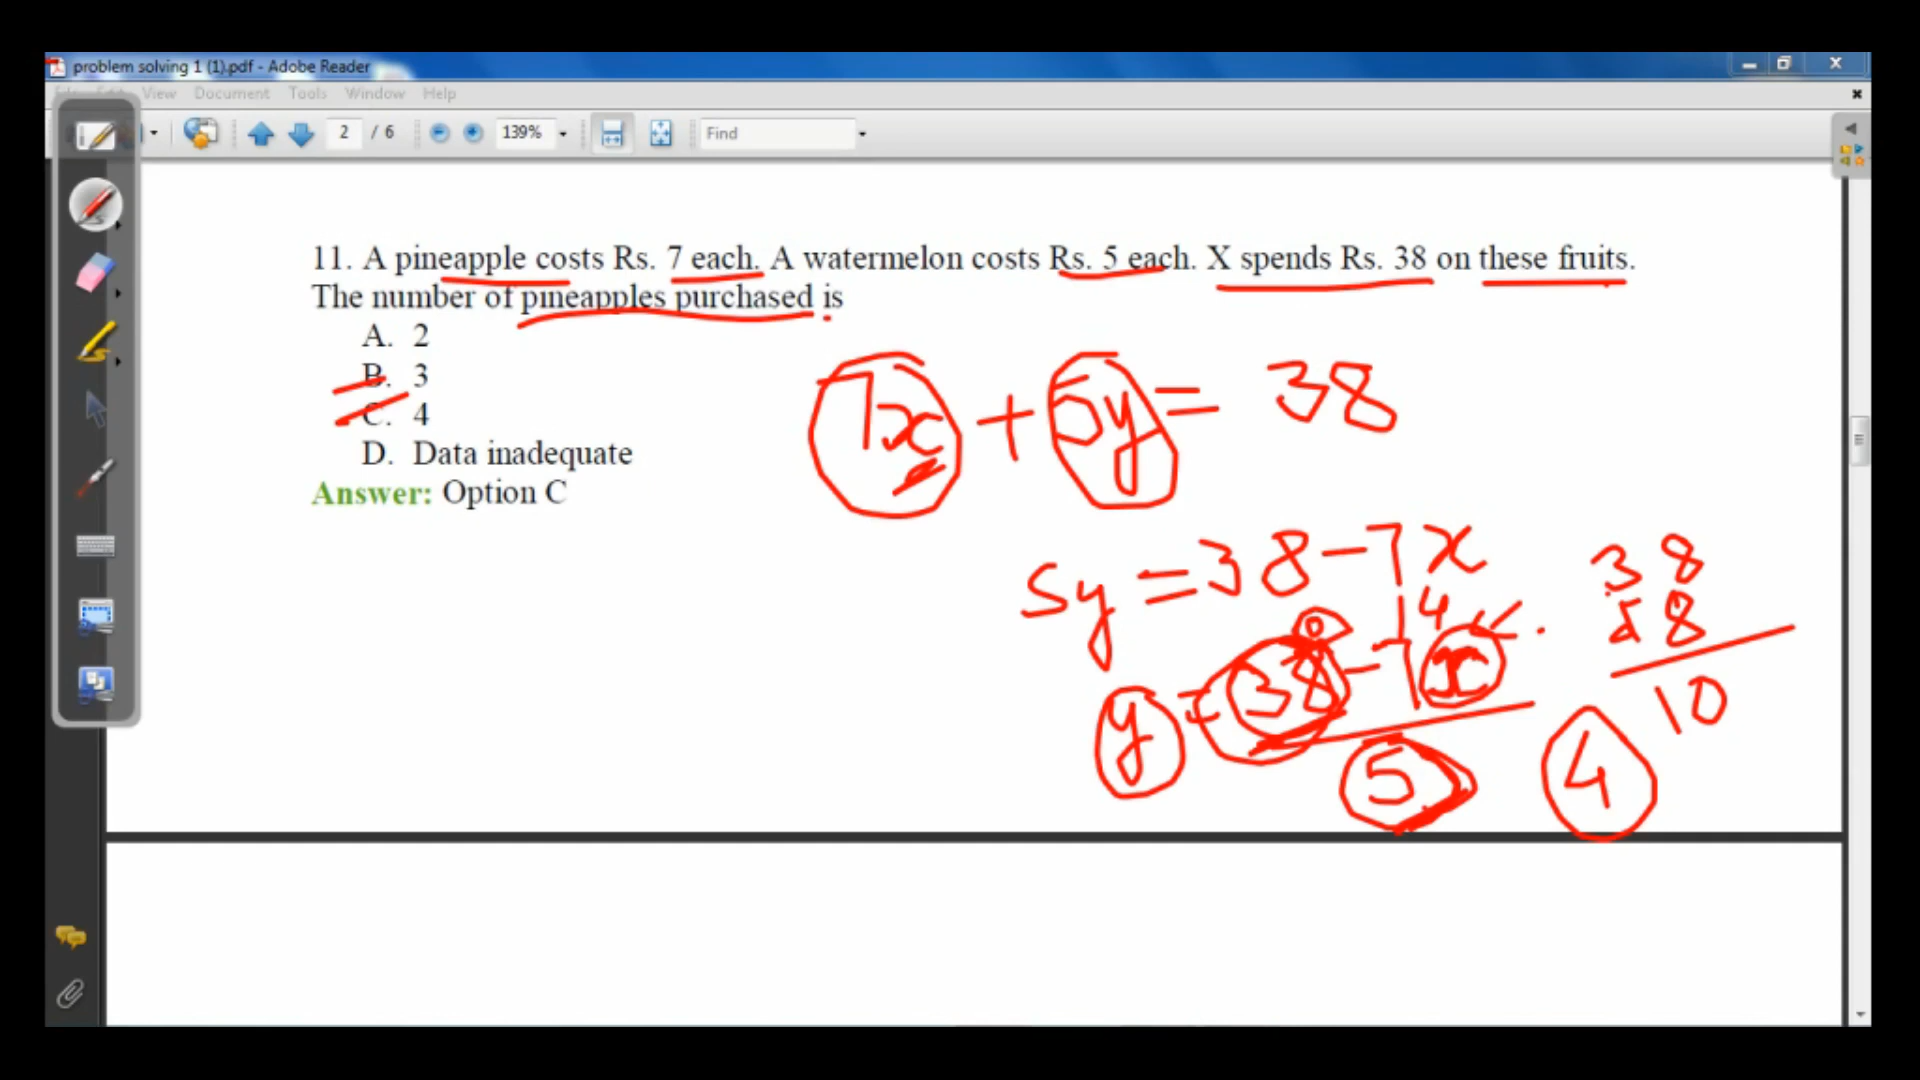 problem solving 1 (1).pdf - Adobe Reader
View Document Tools Window Help
2 / 6 139% Find
11. A pineapple costs Rs. 7 each. A watermelon costs Rs. 5 each. X spends Rs. 38 on these fruits.
The number of pineapples purchased is
A. 2
B. 3
C. 4
D. Data inadequate
Answer: Option C
7x + 5y = 38
5y = 38 - 7x
14
y = 38 - 7x
5
38
8
10
4